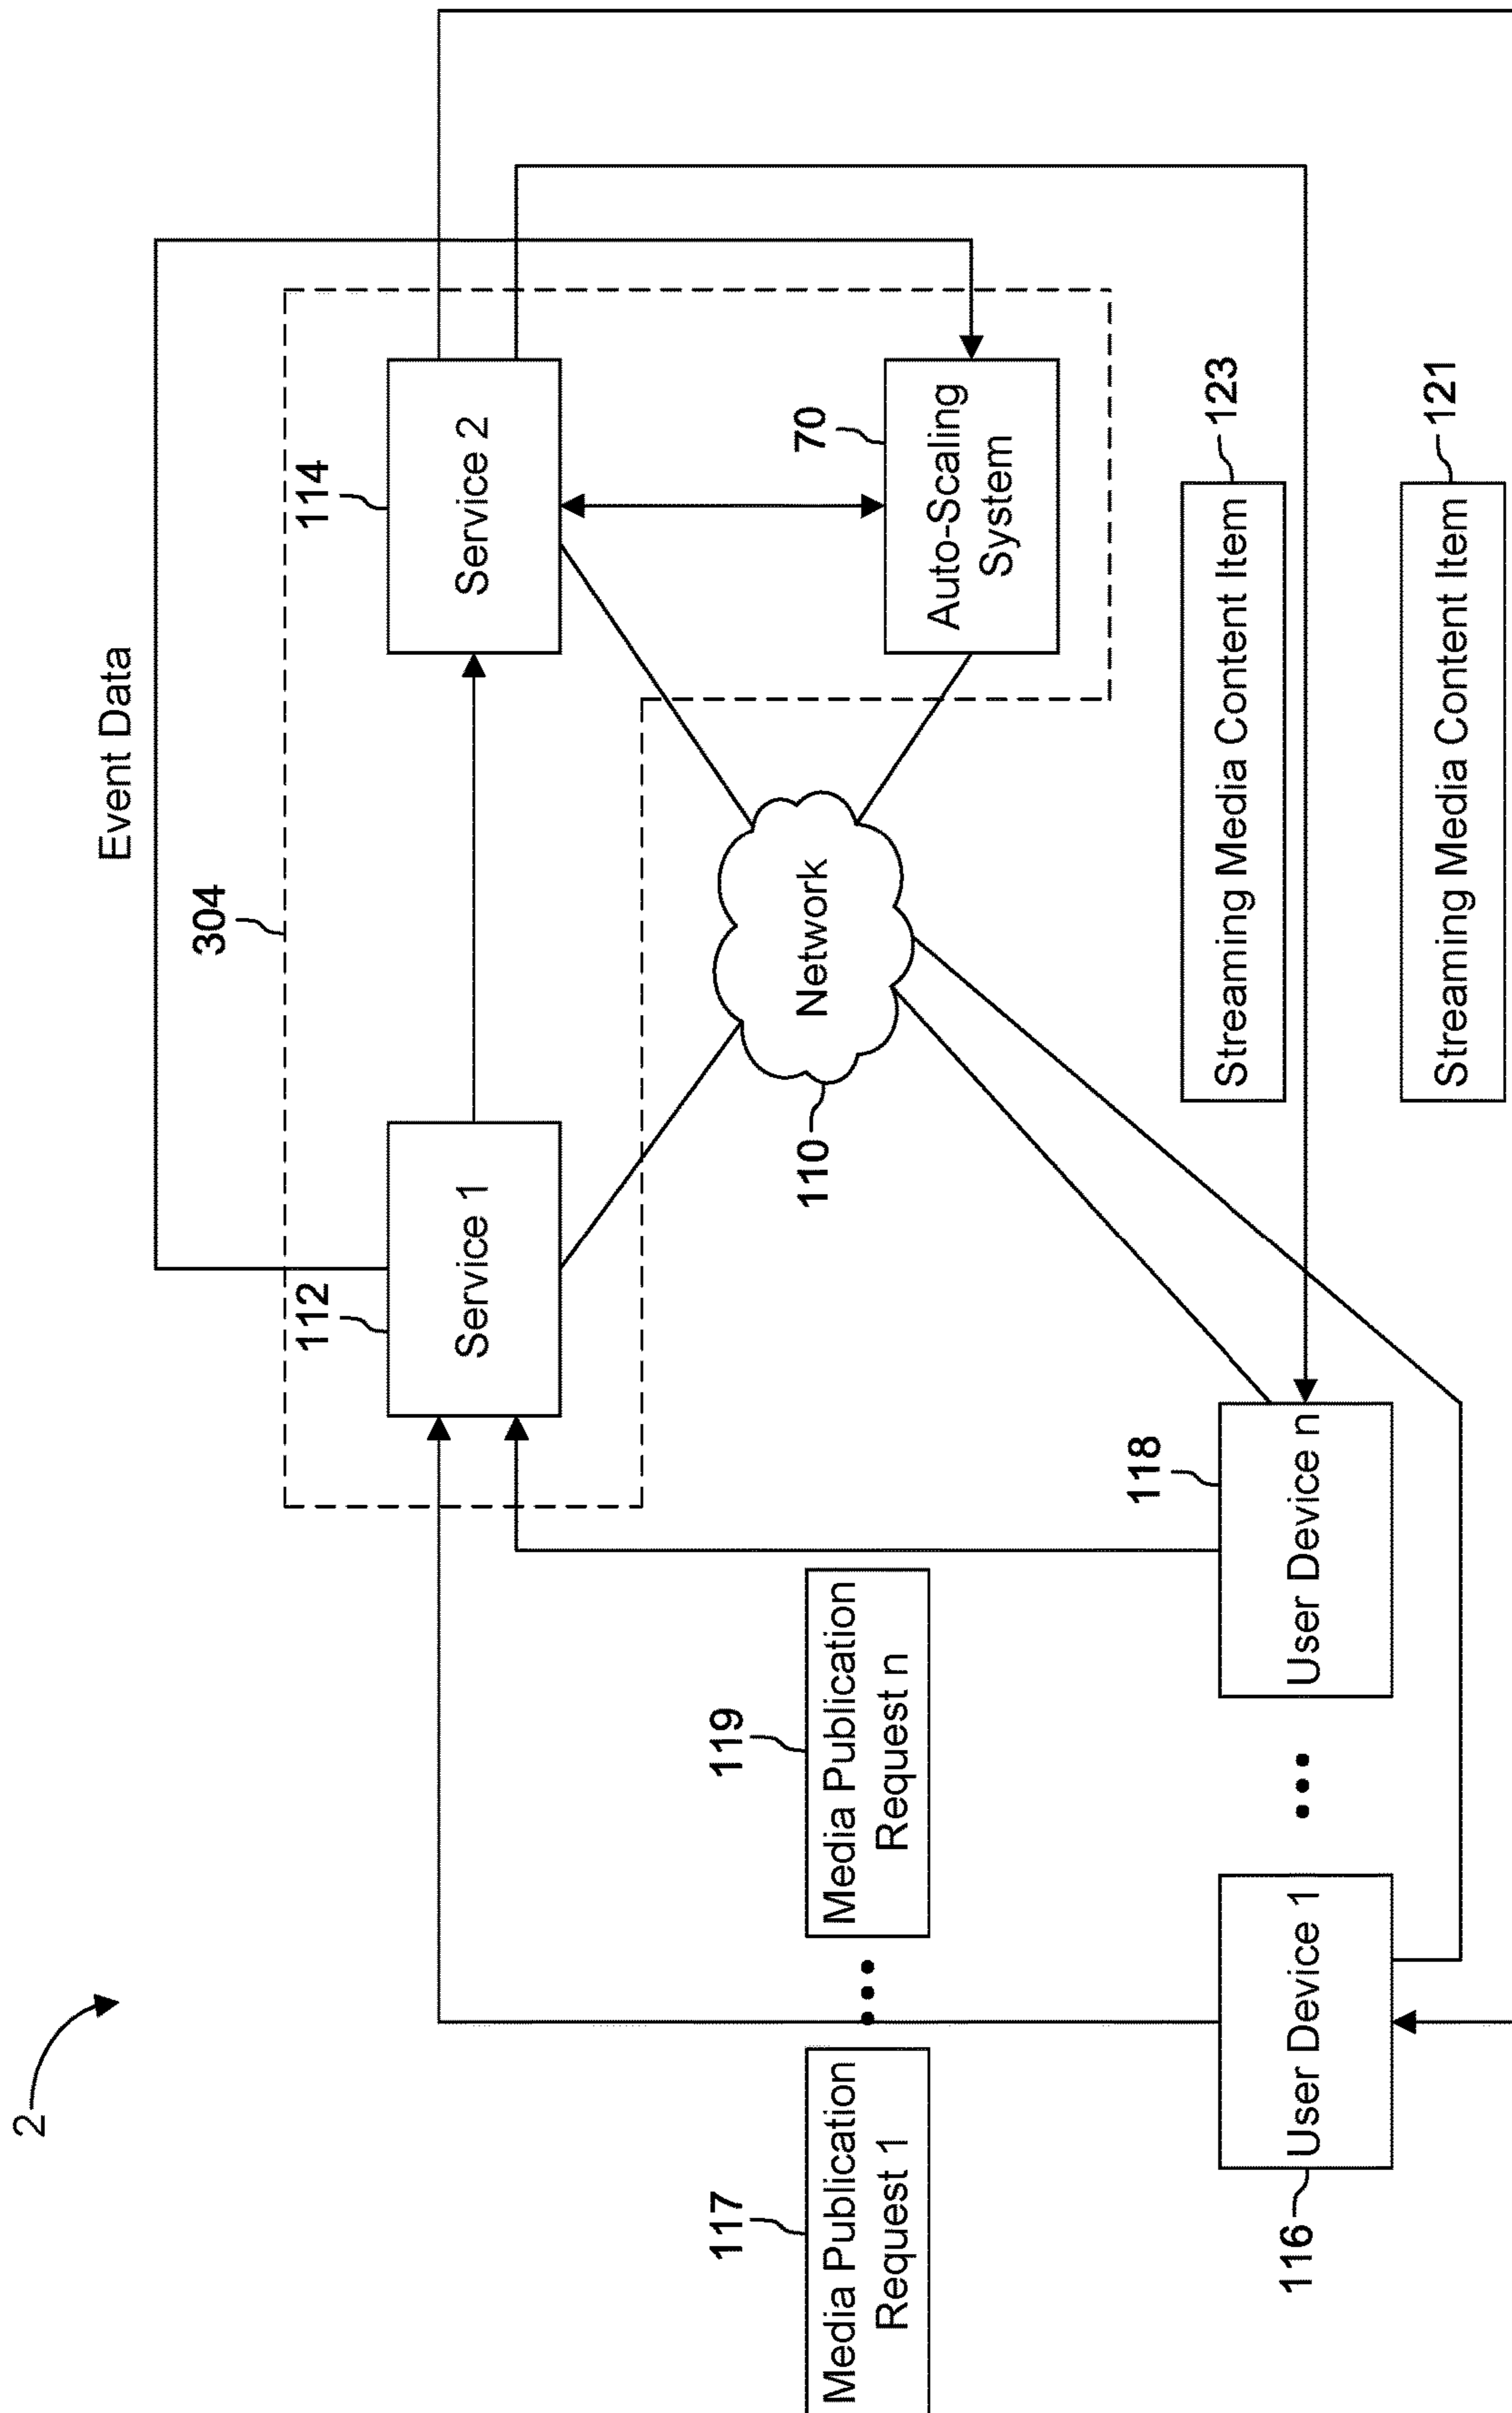 2
Event Data
304
112
Service 1
114
Service 2
70
Auto-Scaling
System
Network
110
117
Media Publication
Request 1
119
Media Publication
Request n
116
User Device 1
118
User Device n
Streaming Media Content Item
123
Streaming Media Content Item
121